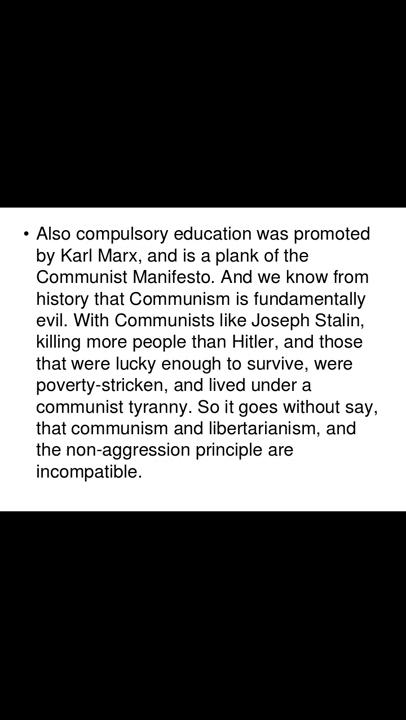 • Also compulsory education was promoted
by Karl Marx, and is a plank of the
Communist Manifesto. And we know from
history that Communism is fundamentally
evil. With Communists like Joseph Stalin,
killing more people than Hitler, and those
that were lucky enough to survive, were
poverty-stricken, and lived under a
communist tyranny. So it goes without say,
that communism and libertarianism, and
the non-aggression principle are
incompatible.